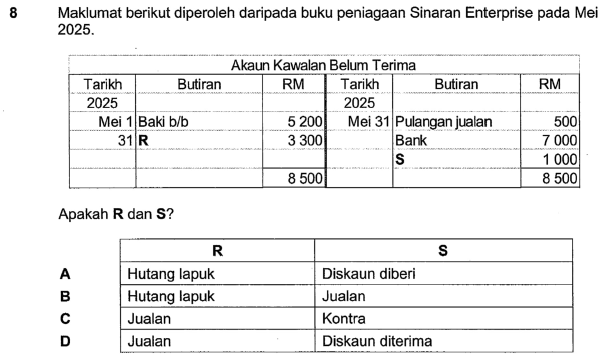 8 Maklumat berikut diperoleh daripada buku peniagaan Sinaran Enterprise pada Mei
2025.
Akaun Kawalan Belum Terima
Tarikh Butiran RM Tarikh Butiran RM
2025 2025
Mei 1 Baki b/b 5 200 Mei 31 Pulangan jualan 500
31 R 3 300 Bank 7 000
S 1 000
8 500 8 500
Apakah R dan S?
R S
A Hutang lapuk Diskaun diberi
B Hutang lapuk Jualan
C Jualan Kontra
D Jualan Diskaun diterima